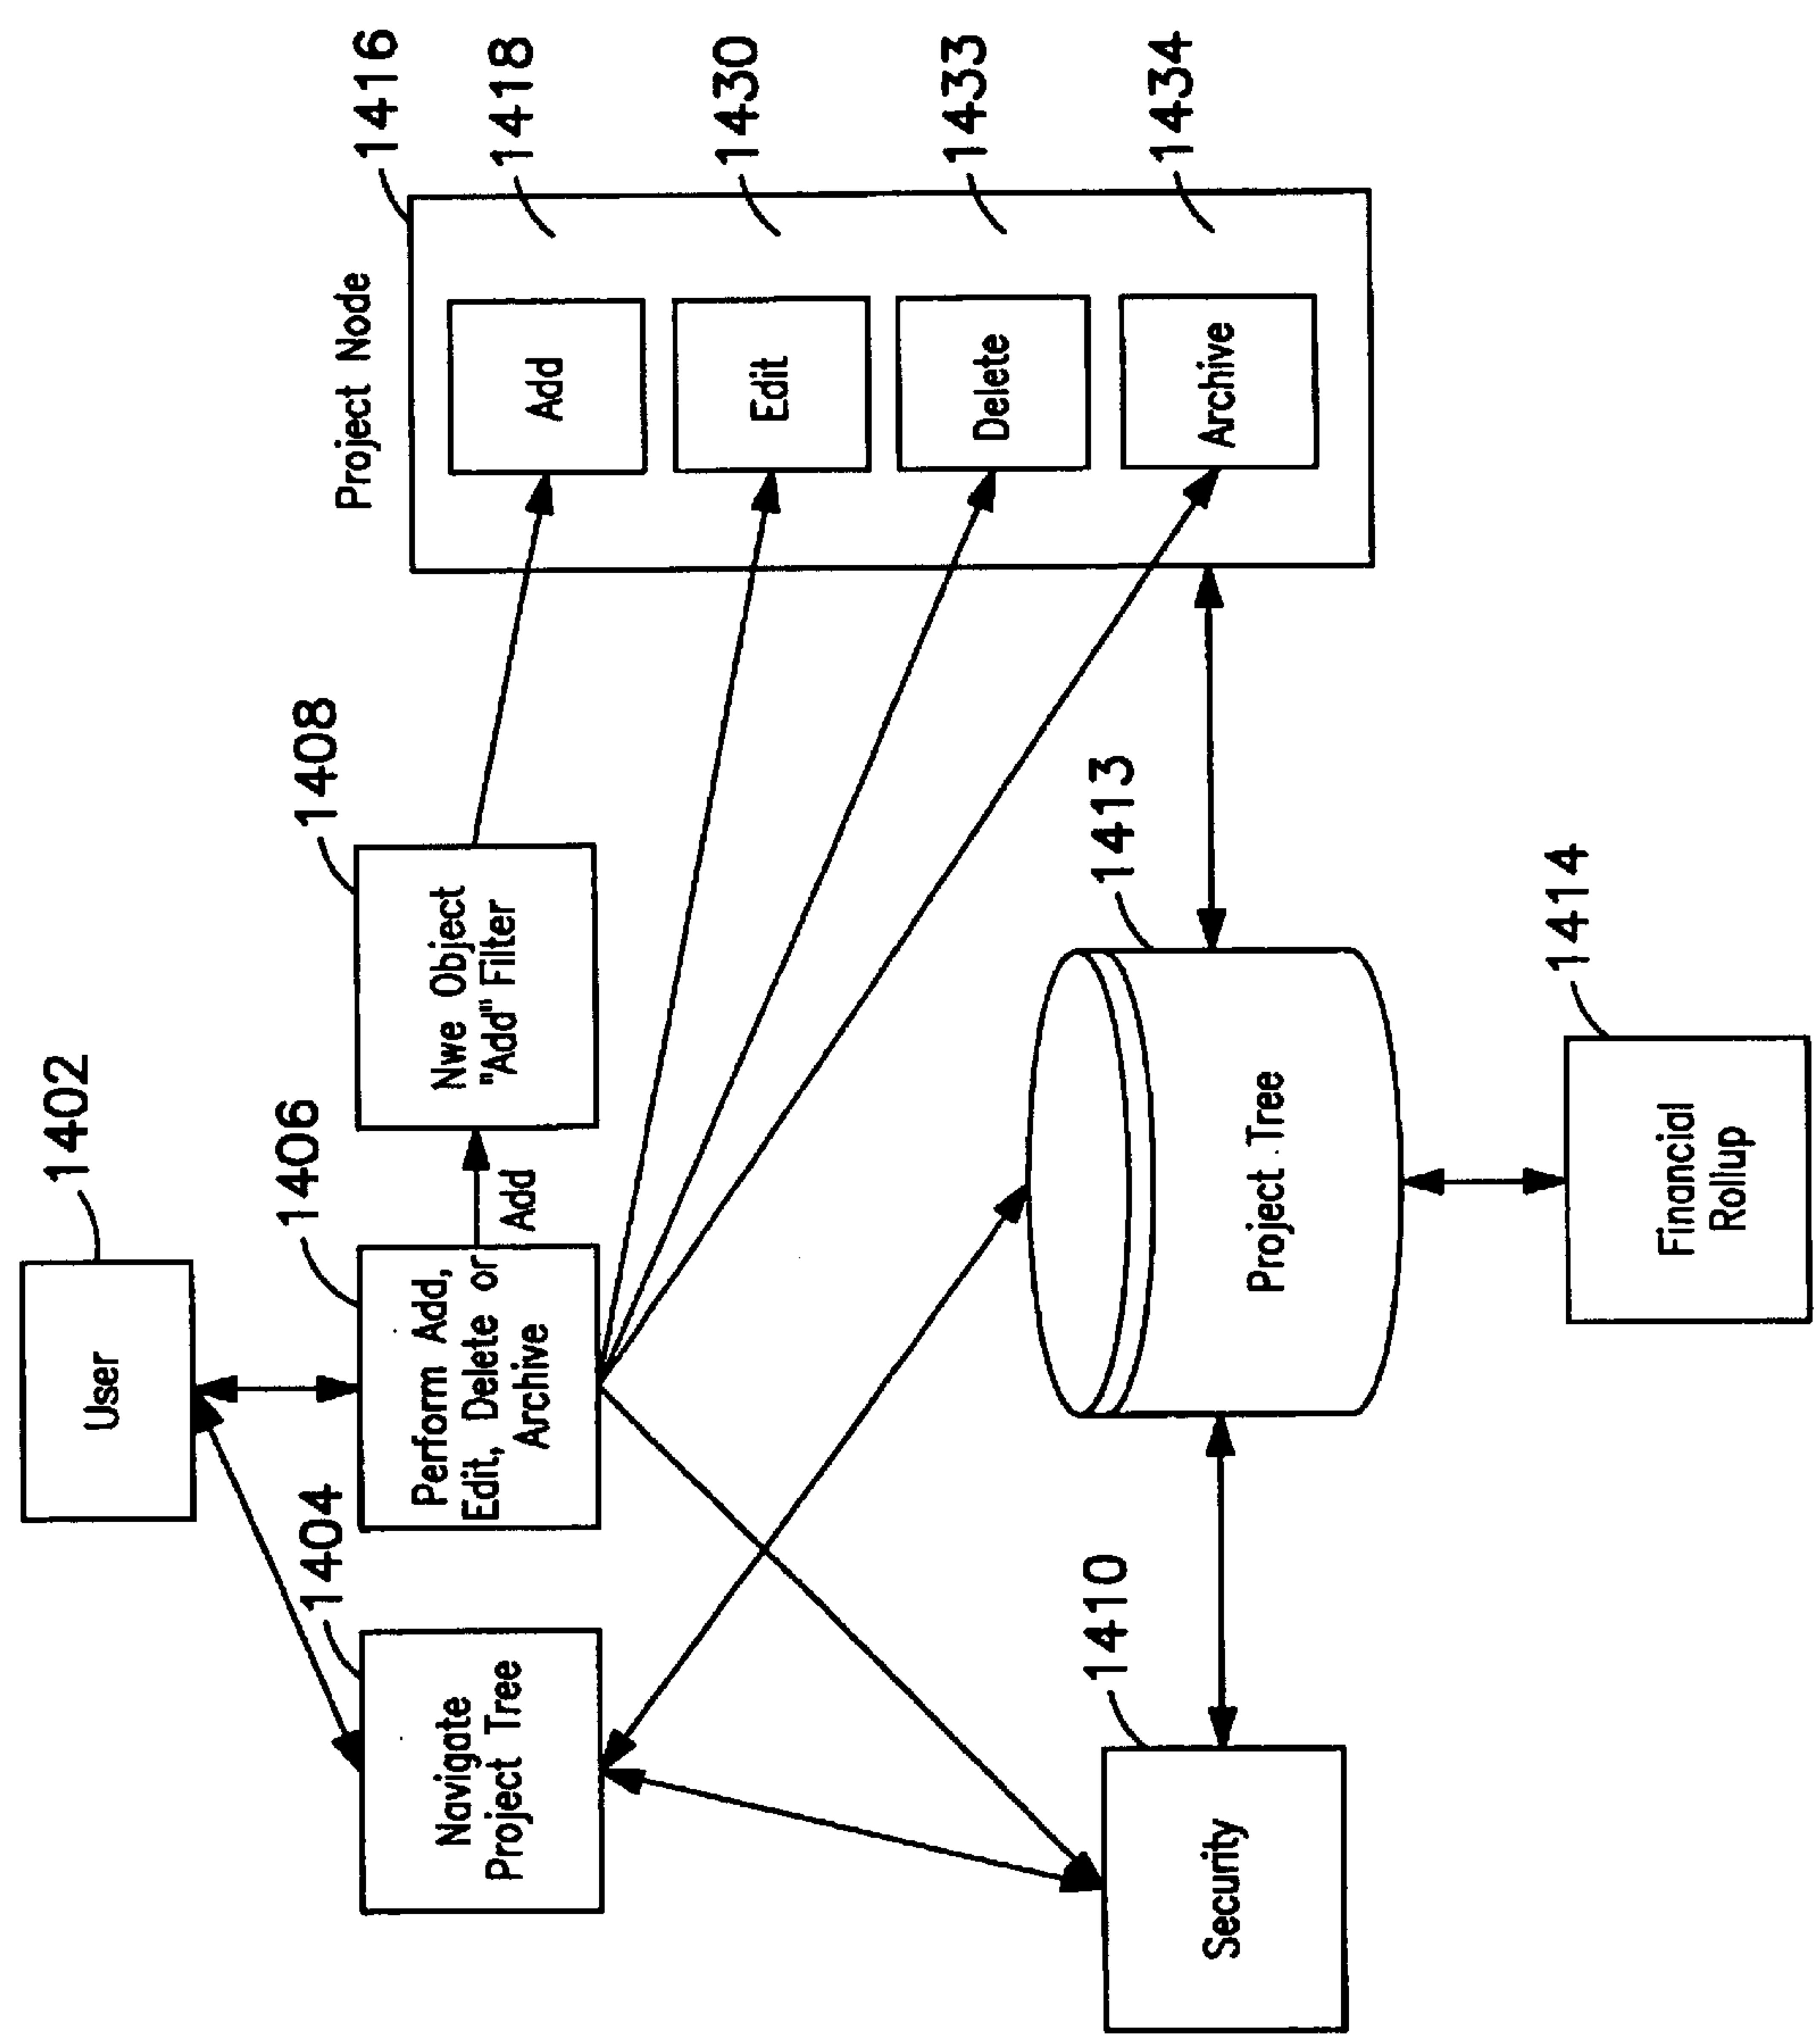 1402
User
1404
Navigate
Project Tree
1406
Perform Add,
Edit, Delete or
Archive
Add
1408
Nwe Object
"Add" Filter
Project Node
1416
Add
1418
Edit
1430
Delete
1433
Archive
1434
1410
Security
1413
Project Tree
1414
Financial
Rollup